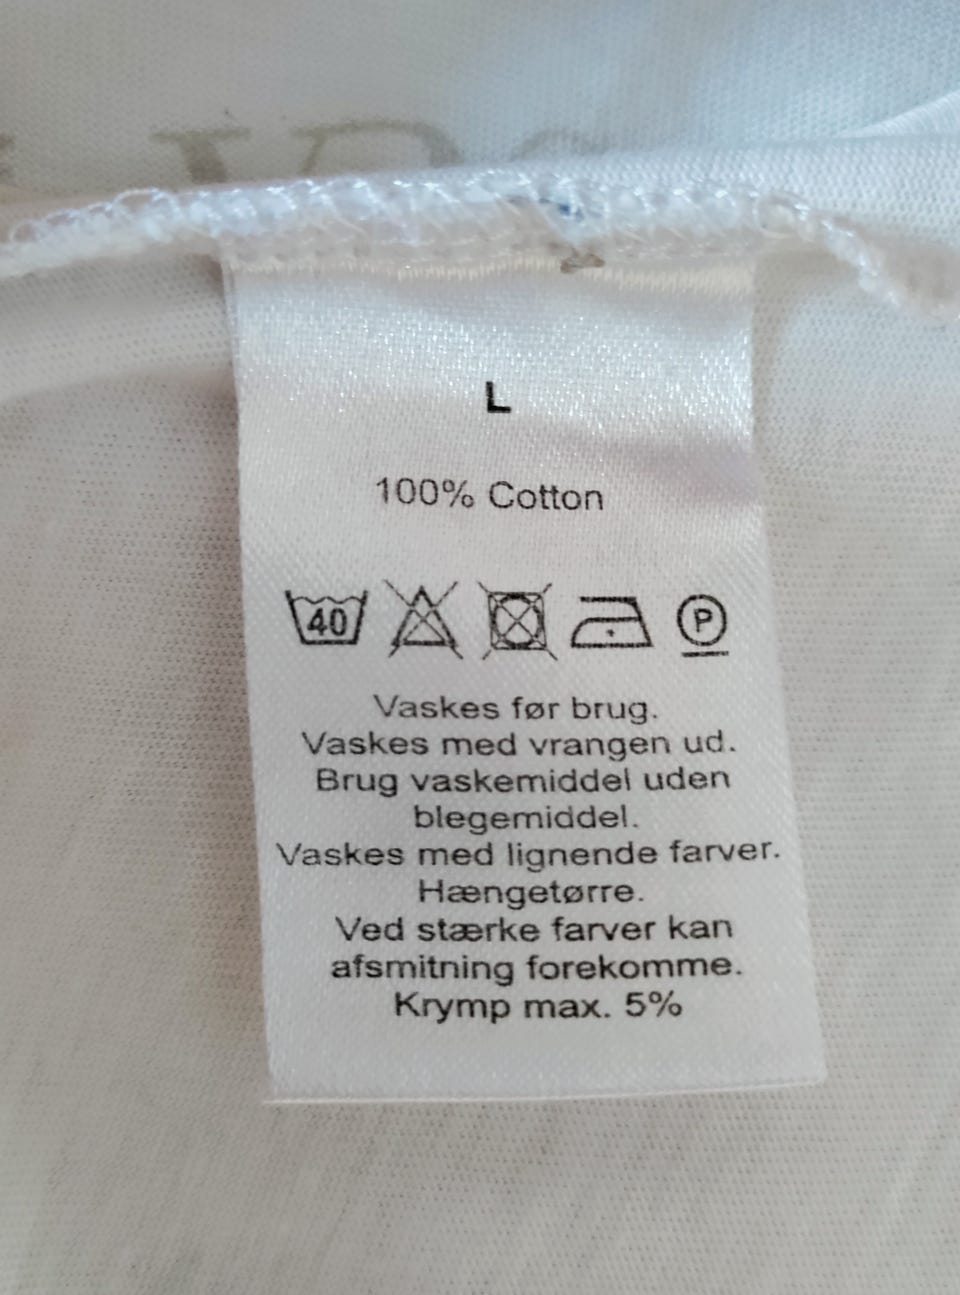 L
100% Cotton
40
P
Vaskes før brug.
Vaskes med vrangen ud.
Brug vaskemiddel uden
blegemiddel.
Vaskes med lignende farver.
Hængetørre.
Ved stærke farver kan
afsmitning forekomme.
Krymp max. 5%